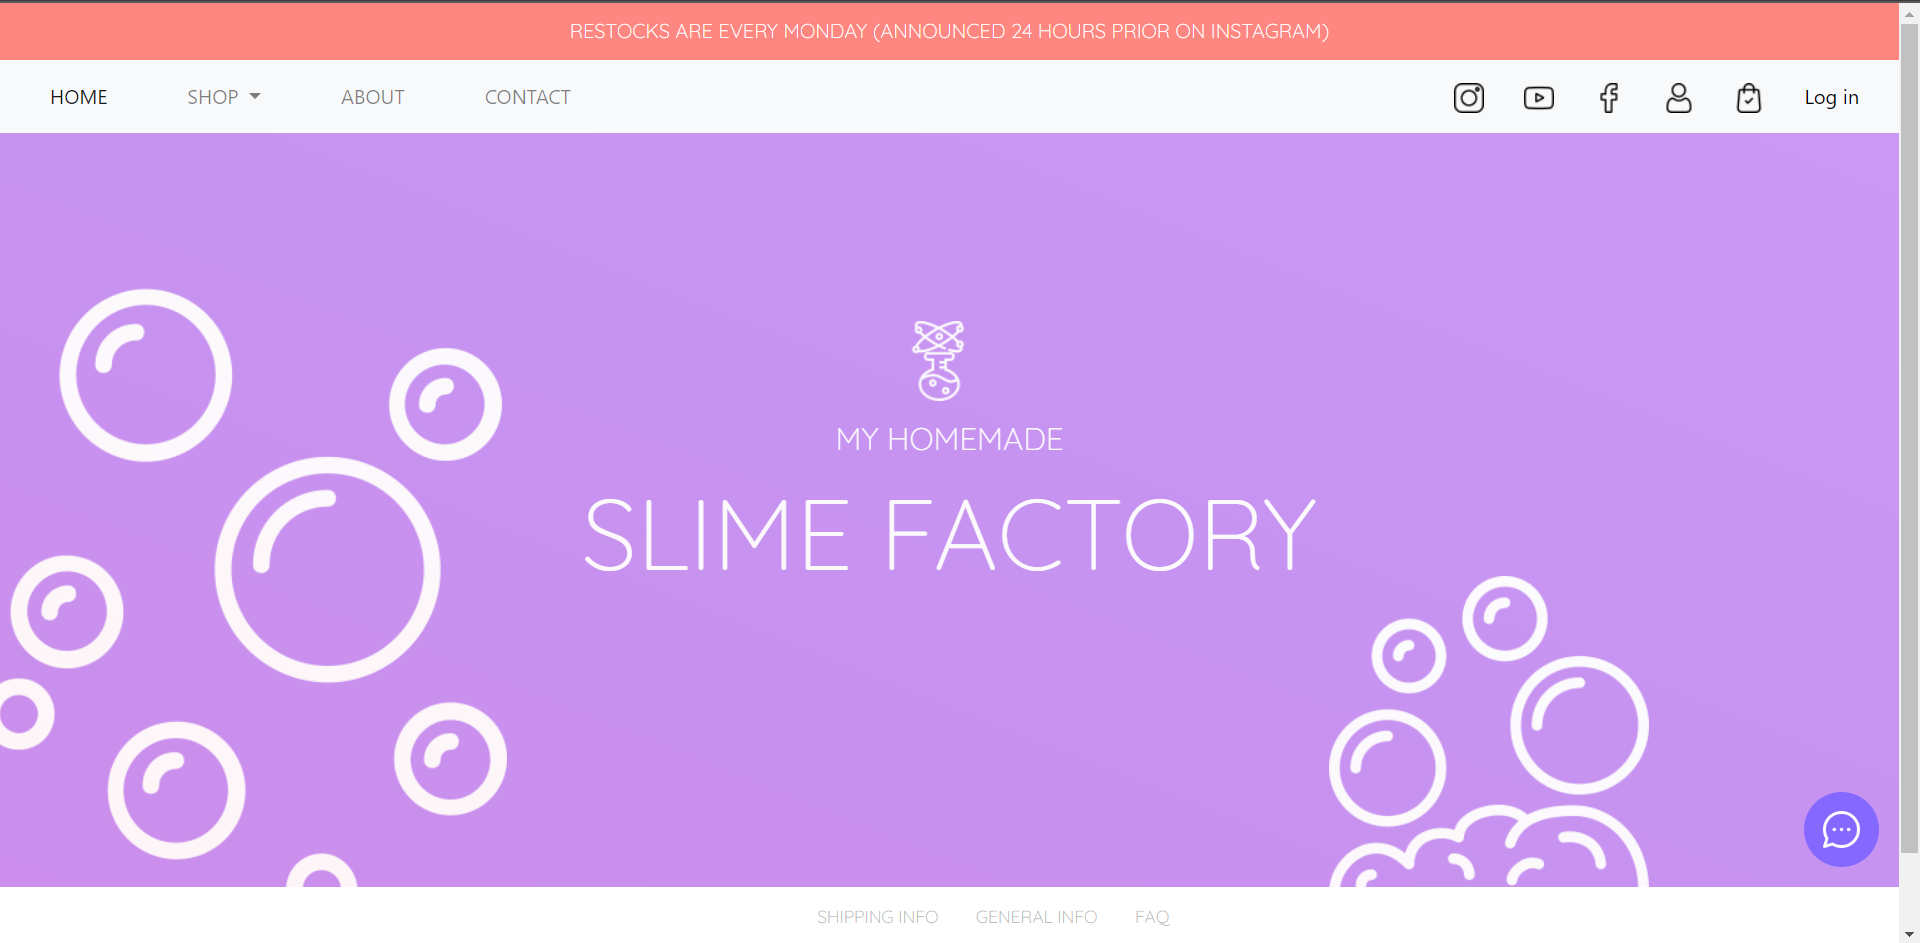 RESTOCKS ARE EVERY MONDAY (ANNOUNCED 24 HOURS PRIOR ON INSTAGRAM)
HOME SHOP ABOUT CONTACT Log in
MY HOMEMADE
SLIME FACTORY
SHIPPING INFO GENERAL INFO FAQ